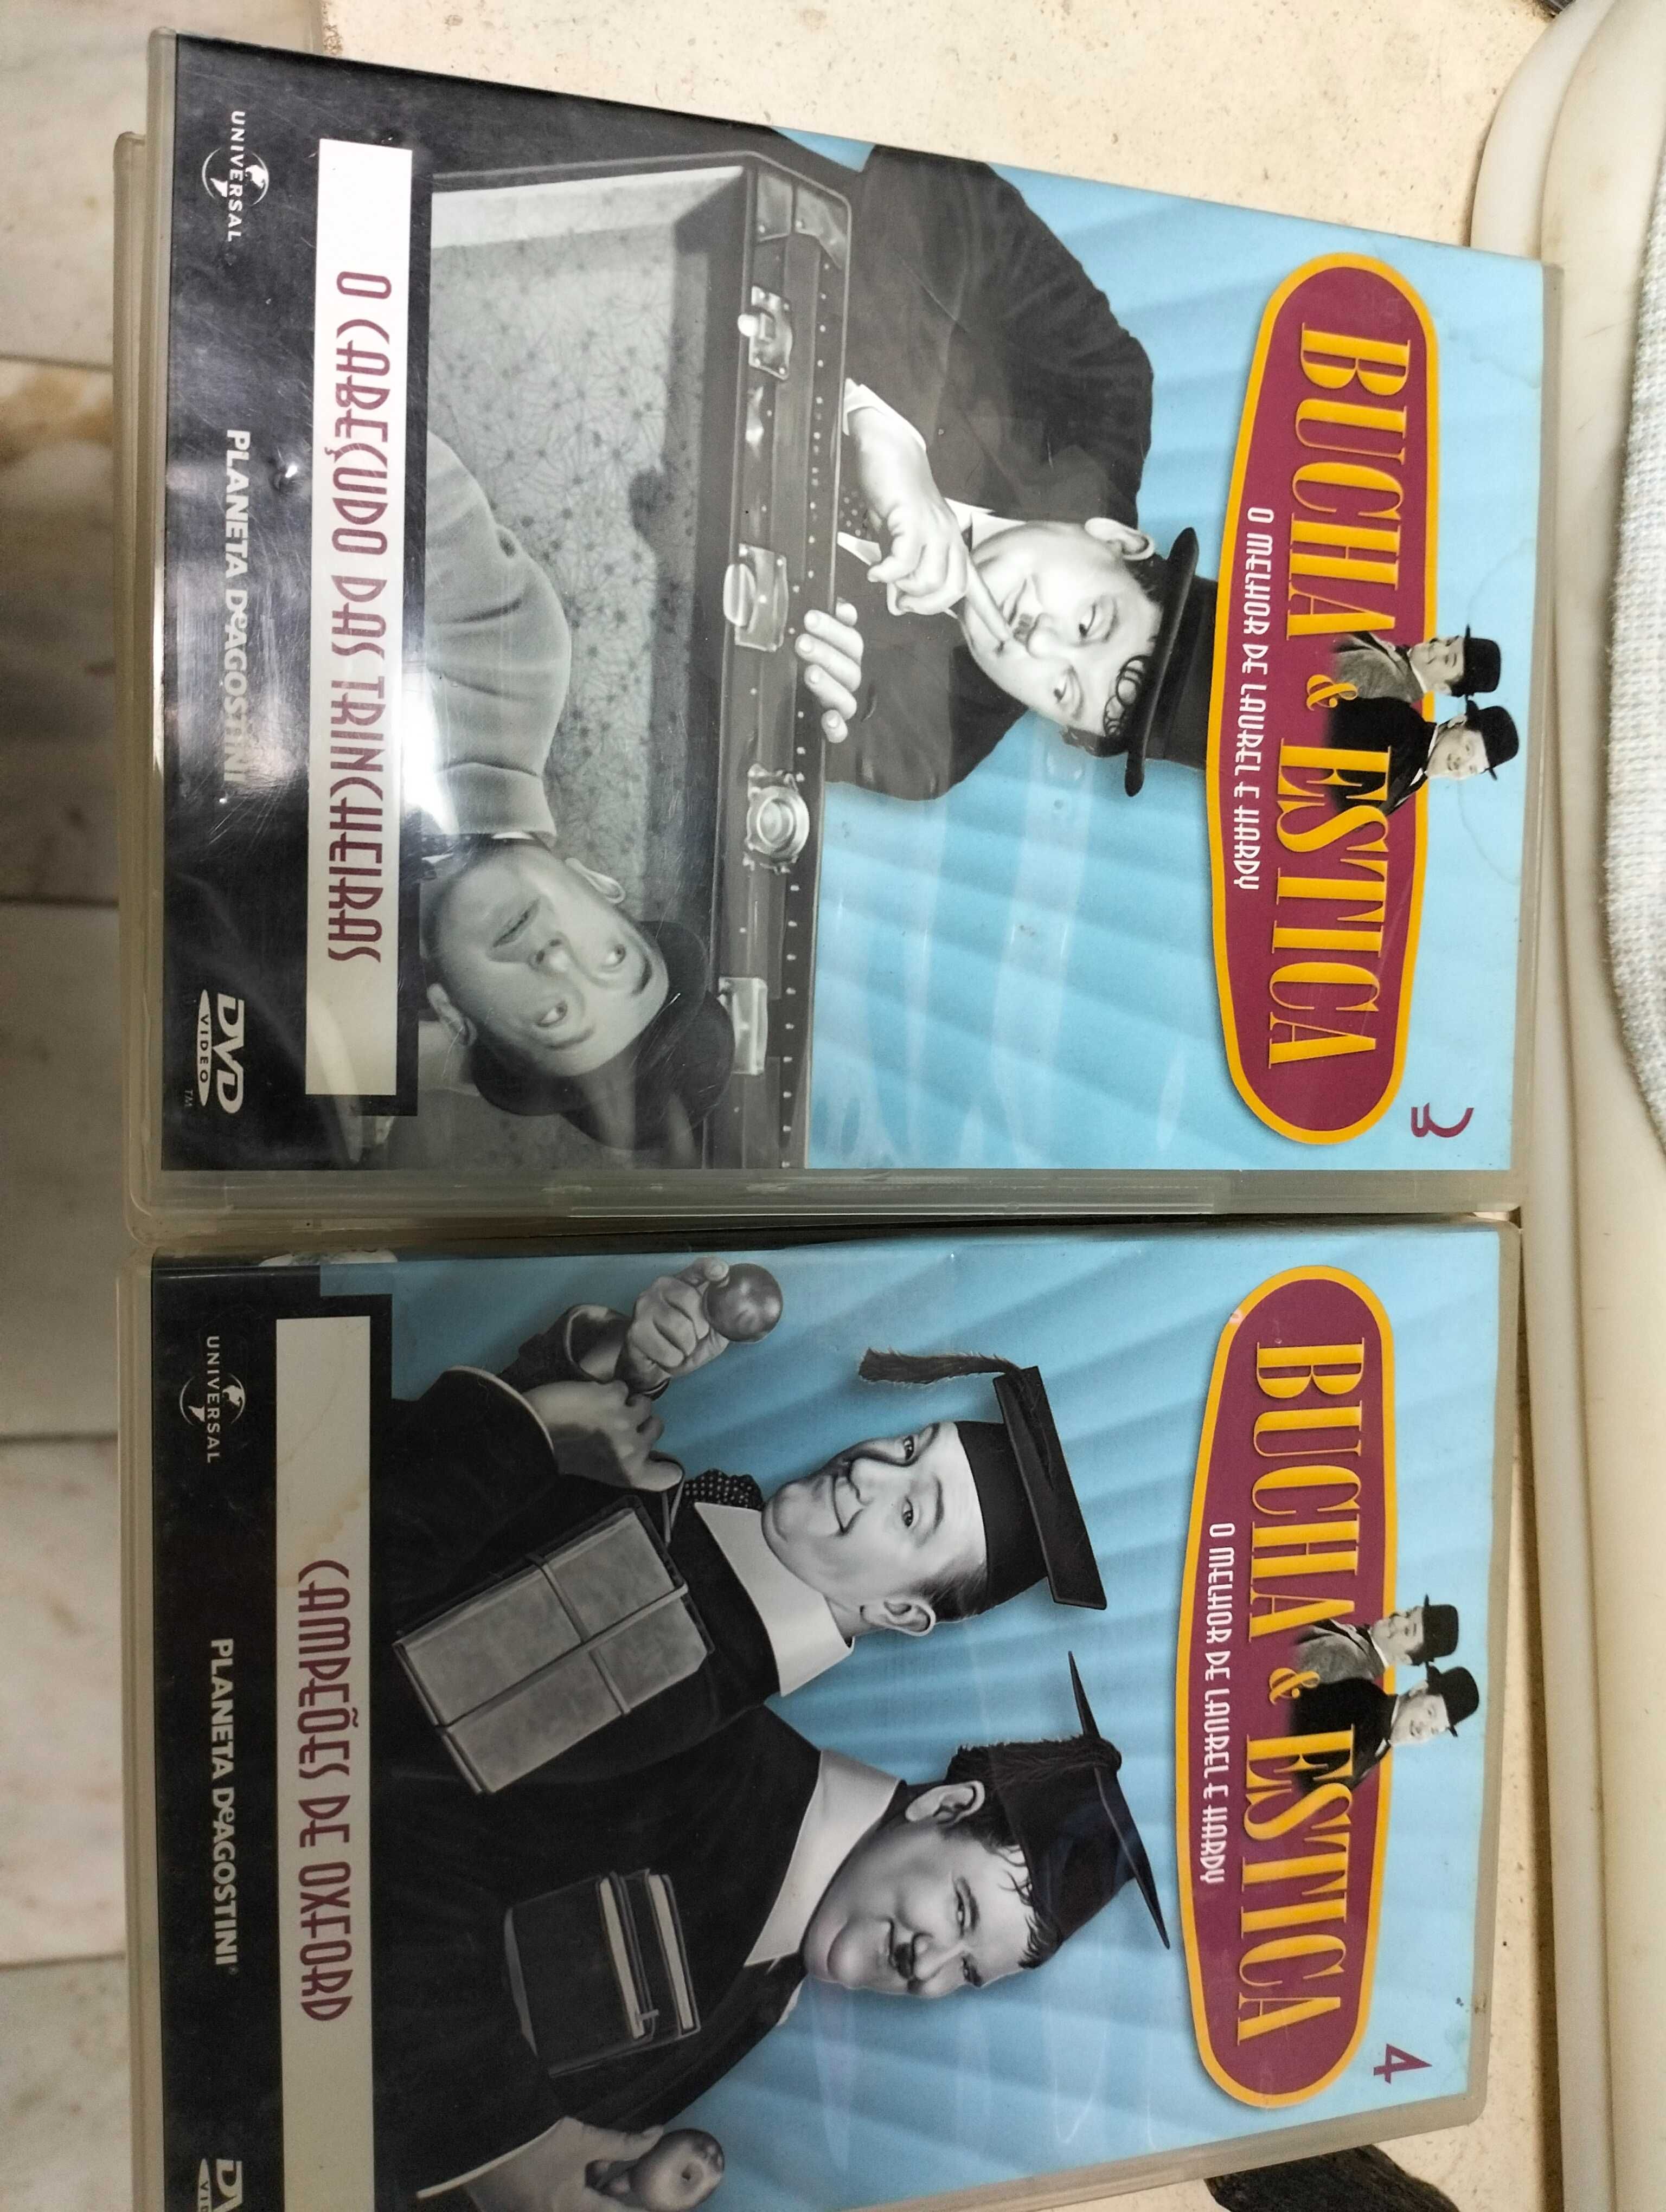 3
BUCHA & ESTICA
O MELHOR DE LAUREL E HARDY
O CABEÇUDO DAS TRINCHEIRAS
UNIVERSAL
PLANETA DeAGOSTINI
DVD
VIDEO
TM
4
BUCHA & ESTICA
O MELHOR DE LAUREL E HARDY
CAMPEÕES DE OXFORD
UNIVERSAL
PLANETA DeAGOSTINI®